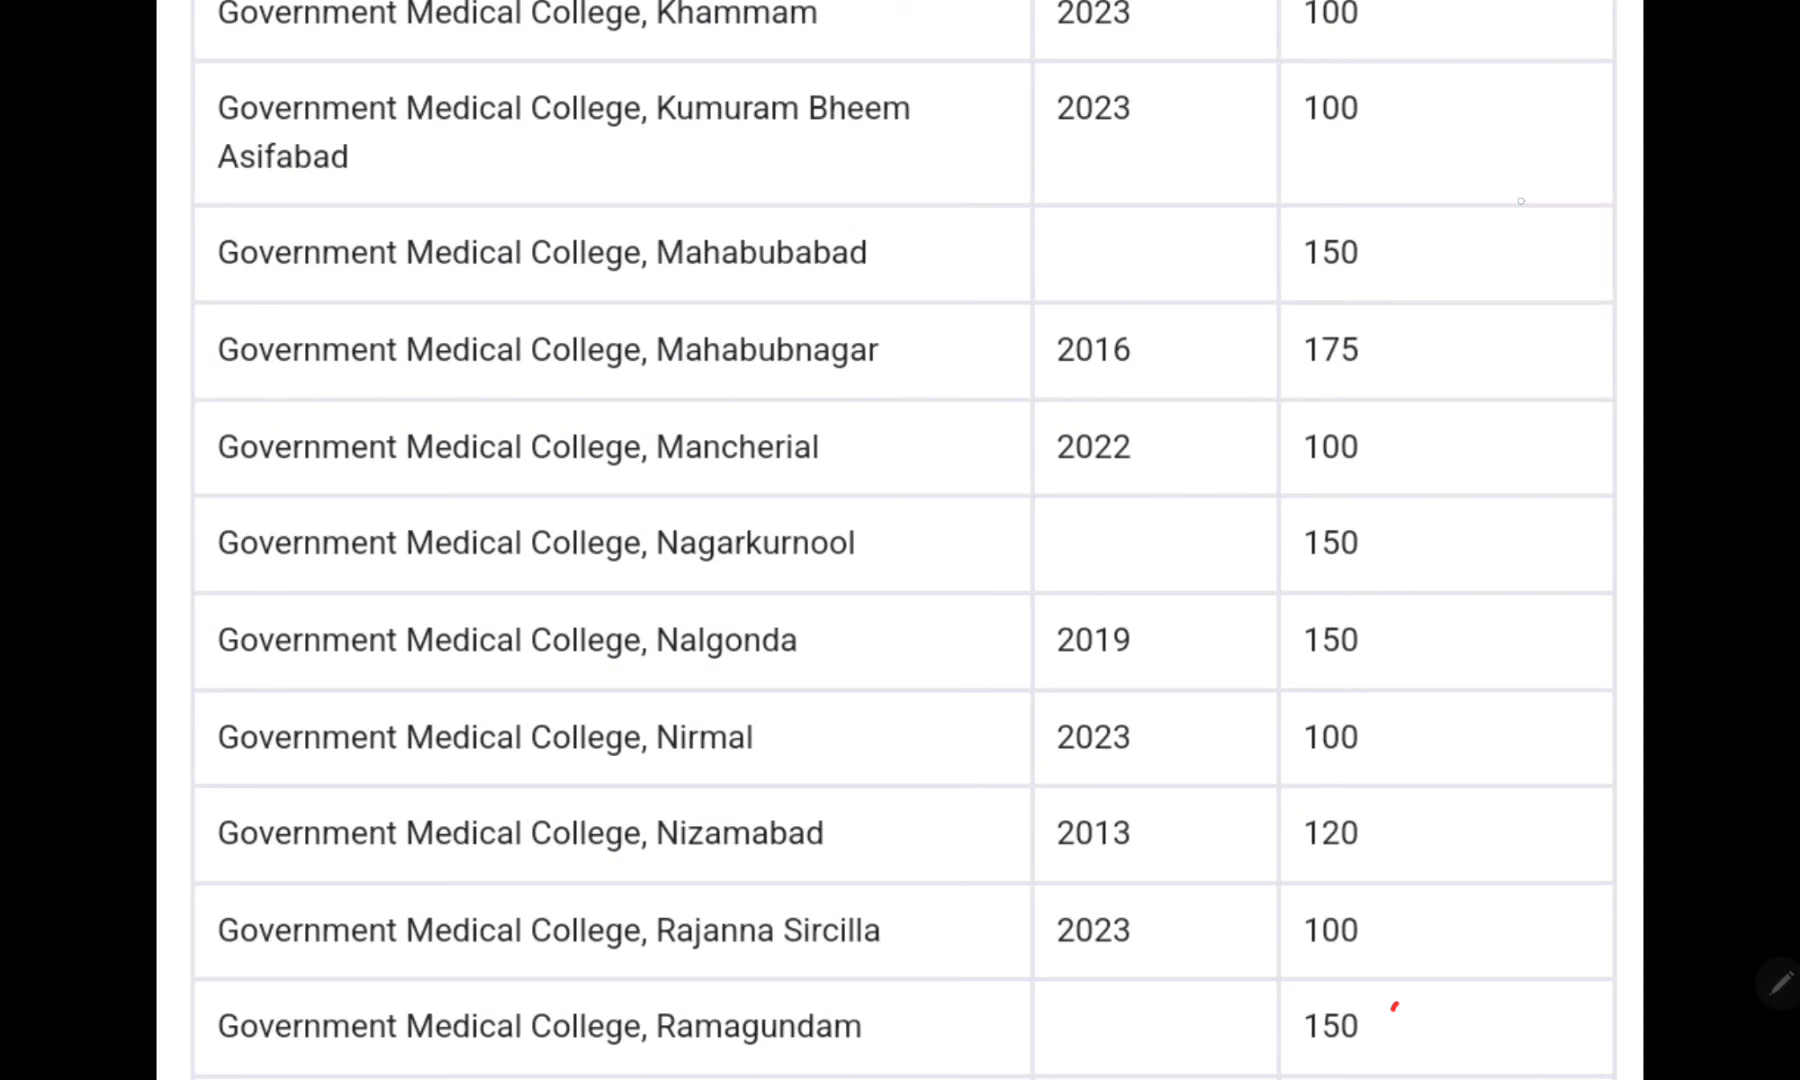 Government Medical College, Khammam 2023 100
Government Medical College, Kumuram Bheem 2023 100
Asifabad
Government Medical College, Mahabubabad 150
Government Medical College, Mahabubnagar 2016 175
Government Medical College, Mancherial 2022 100
Government Medical College, Nagarkurnool 150
Government Medical College, Nalgonda 2019 150
Government Medical College, Nirmal 2023 100
Government Medical College, Nizamabad 2013 120
Government Medical College, Rajanna Sircilla 2023 100
Government Medical College, Ramagundam 150